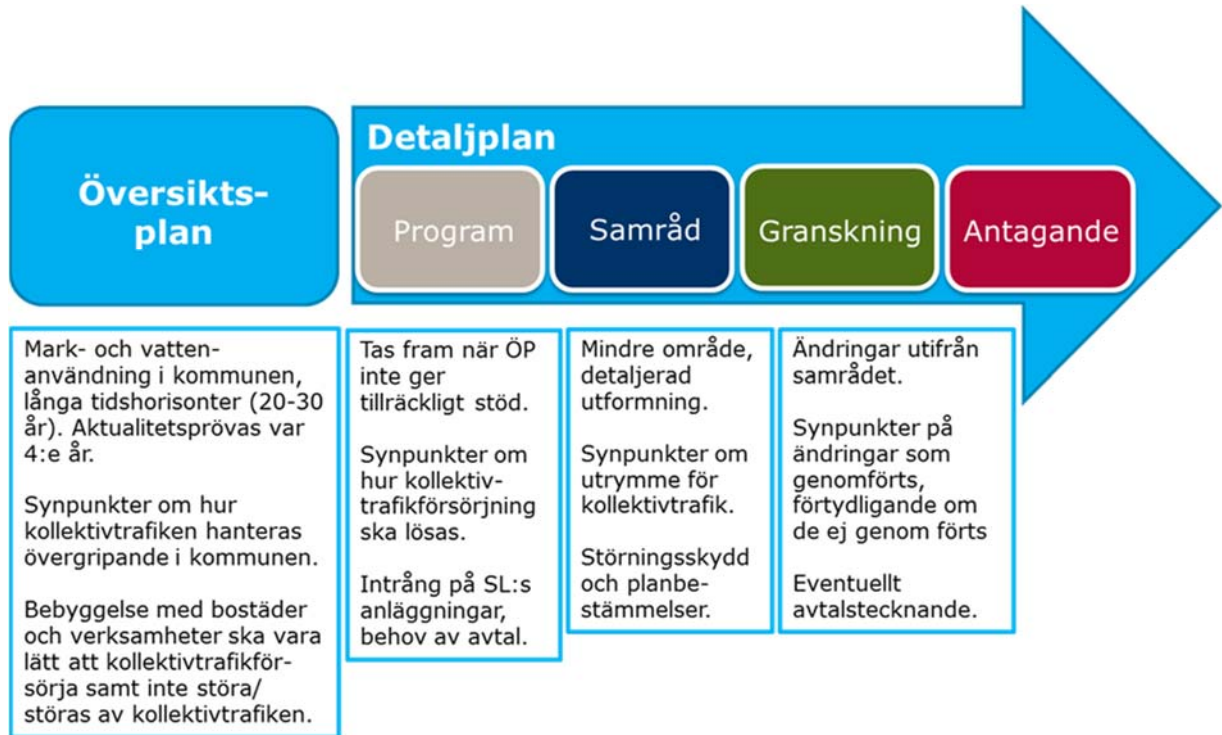 Översikts-
plan
Detaljplan
Program
Samråd
Granskning
Antagande
Mark- och vatten-
användning i kommunen,
långa tidshorisonter (20-30
år). Aktualitetsprövas var
4:e år.
Synpunkter om hur
kollektivtrafiken hanteras
övergripande i kommunen.
Bebyggelse med bostäder
och verksamheter ska vara
lätt att kollektivtrafikför-
sörja samt inte störa/
störas av kollektivtrafiken.
Tas fram när ÖP
inte ger
tillräckligt stöd.
Synpunkter om
hur kollektiv-
trafikförsörjning
ska lösas.
Intrång på SL:s
anläggningar,
behov av avtal.
Mindre område,
detaljerad
utformning.
Synpunkter om
utrymme för
kollektivtrafik.
Störningsskydd
och planbe-
stämmelser.
Ändringar utifrån
samrådet.
Synpunkter på
ändringar som
genomförts,
förtydligande om
de ej genom förts
Eventuellt
avtalstecknande.